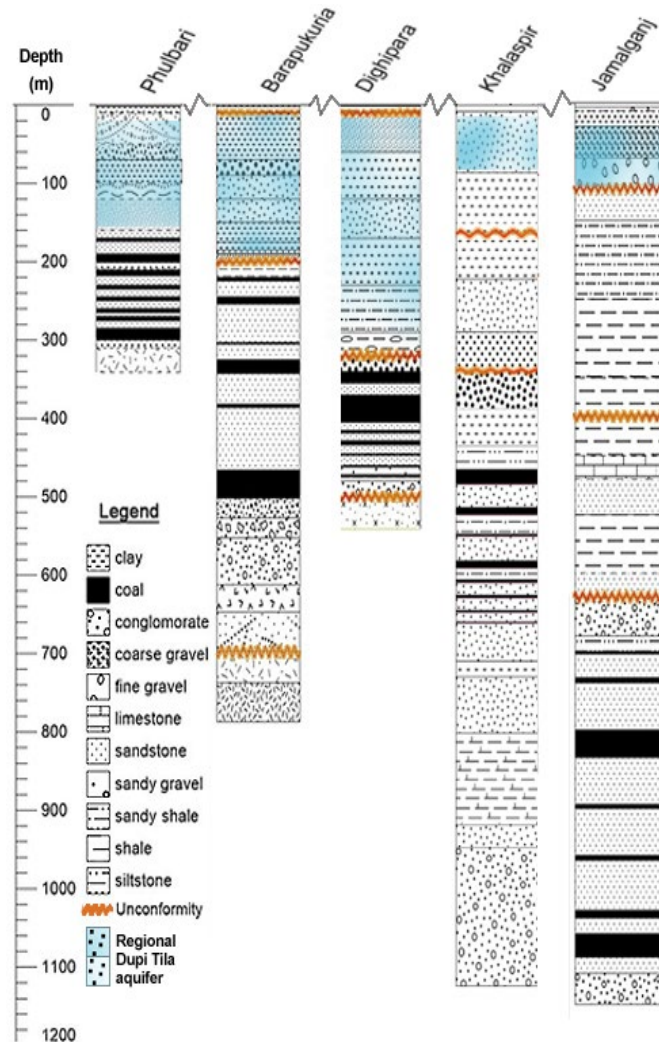 Depth
(m)
Phulbari
Barapukuria
Dighipara
Khalaspir
Jamalganj
0
100
200
300
400
500
600
700
800
900
1000
1100
1200
Legend
clay
coal
conglomorate
coarse gravel
fine gravel
limestone
sandstone
sandy gravel
sandy shale
shale
siltstone
Unconformity
Regional
Dupi Tila
aquifer